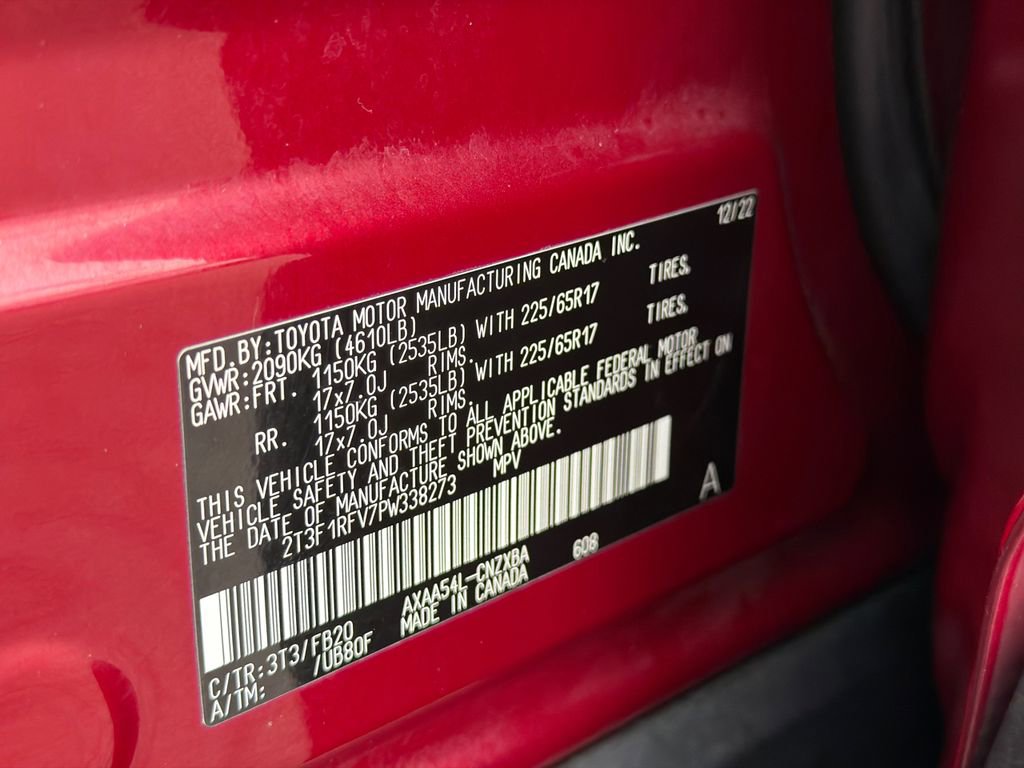 12/22
MFD.BY:TOYOTA MOTOR MANUFACTURING CANADA, INC.
GVWR:2090KG (4610LB)
GAWR:FRT. 1150KG (2535LB) WITH 225/65R17 TIRES,
17x7.0J RIMS.
RR. 1150KG (2535LB) WITH 225/65R17 TIRES,
17x7.0J RIMS.
THIS VEHICLE CONFORMS TO ALL APPLICABLE FEDERAL MOTOR
VEHICLE SAFETY AND THEFT PREVENTION STANDARDS IN EFFECT ON
THE DATE OF MANUFACTURE SHOWN ABOVE.
2T3F1RFV7PW338273 MPV
A
AXAA54L-CNZXBA 608
MADE IN CANADA
C/TR:3T3/FB20
A/TM: /UB80F